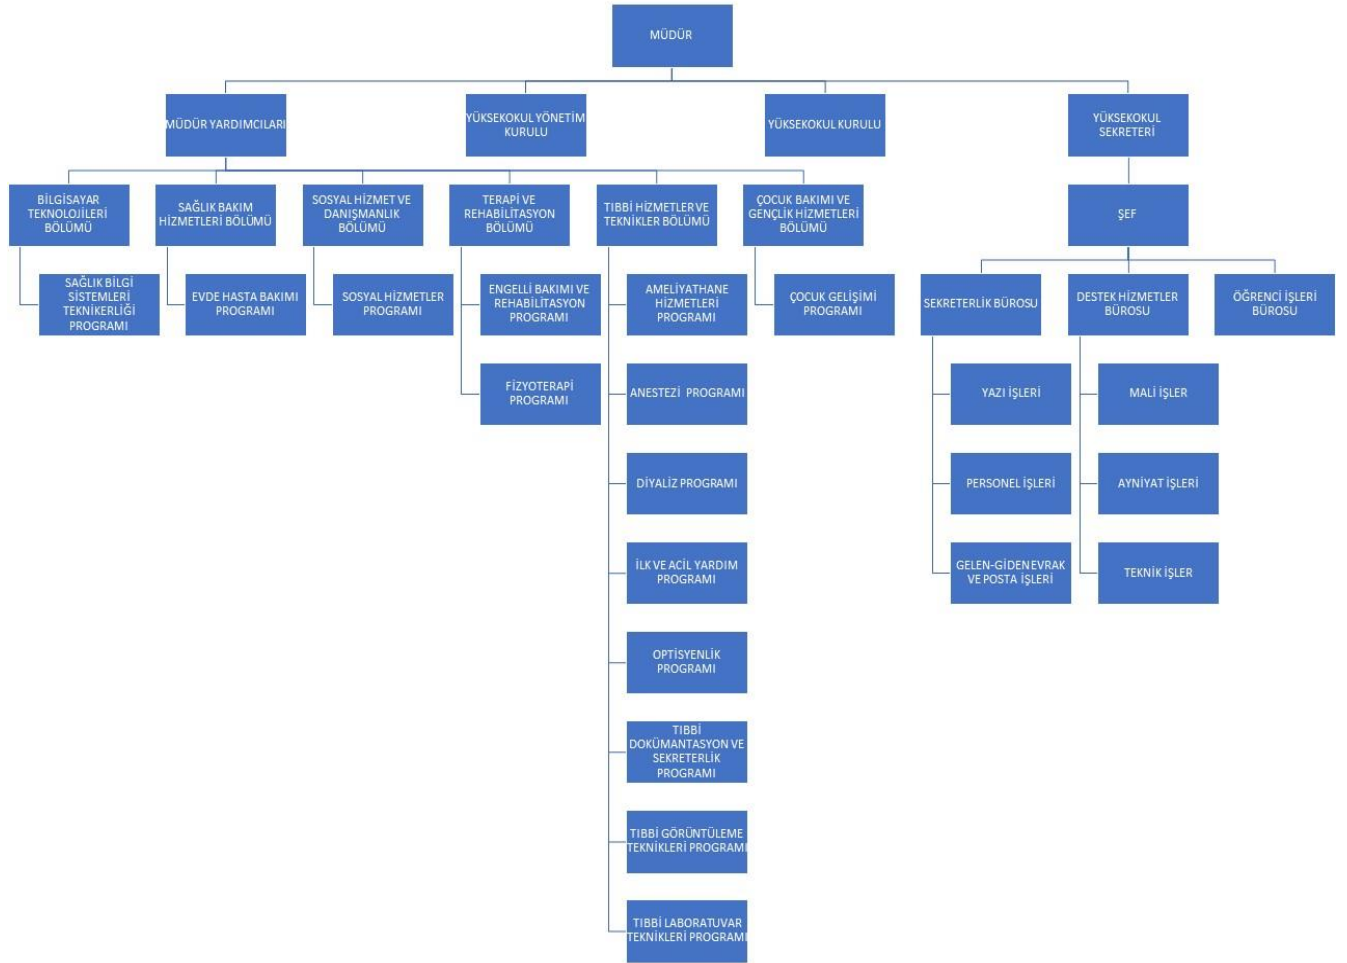 MÜDÜR
MÜDÜR YARDIMCILARI
YÜKSEKOKUL YÖNETİM
KURULU
YÜKSEKOKUL KURULU
YÜKSEKOKUL
SEKRETERİ
BİLGİSAYAR
TEKNOLOJİLERİ
BÖLÜMÜ
SAĞLIK BAKIM
HİZMETLERİ BÖLÜMÜ
SOSYAL HİZMET VE
DANIŞMANLIK
BÖLÜMÜ
TERAPİ VE
REHABİLİTASYON
BÖLÜMÜ
TIBBİ HİZMETLER VE
TEKNİKLER BÖLÜMÜ
ÇOCUK BAKIMI VE
GENÇLİK HİZMETLERİ
BÖLÜMÜ
ŞEF
SAĞLIK BİLGİ
SİSTEMLERİ
TEKNİKERLİĞİ
PROGRAMI
EVDE HASTA BAKIMI
PROGRAMI
SOSYAL HİZMETLER
PROGRAMI
ENGELLİ BAKIMI VE
REHABİLİTASYON
PROGRAMI
AMELİYATHANE
HİZMETLERİ
PROGRAMI
ÇOCUK GELİŞİMİ
PROGRAMI
SEKRETERLİK BÜROSU
DESTEK HİZMETLER
BÜROSU
ÖĞRENCİ İŞLERİ
BÜROSU
FİZYOTERAPİ
PROGRAMI
ANESTEZİ PROGRAMI
YAZI İŞLERİ
MALİ İŞLER
DİYALİZ PROGRAMI
PERSONEL İŞLERİ
AYNİYAT İŞLERİ
İLK VE ACİL YARDIM
PROGRAMI
GELEN-GİDEN EVRAK
VE POSTA İŞLERİ
TEKNİK İŞLER
OPTİSYENLİK
PROGRAMI
TIBBİ
DOKÜMANTASYON VE
SEKRETERLİK
PROGRAMI
TIBBİ GÖRÜNTÜLEME
TEKNİKLERİ PROGRAMI
TIBBİ LABORATUVAR
TEKNİKLERİ PROGRAMI